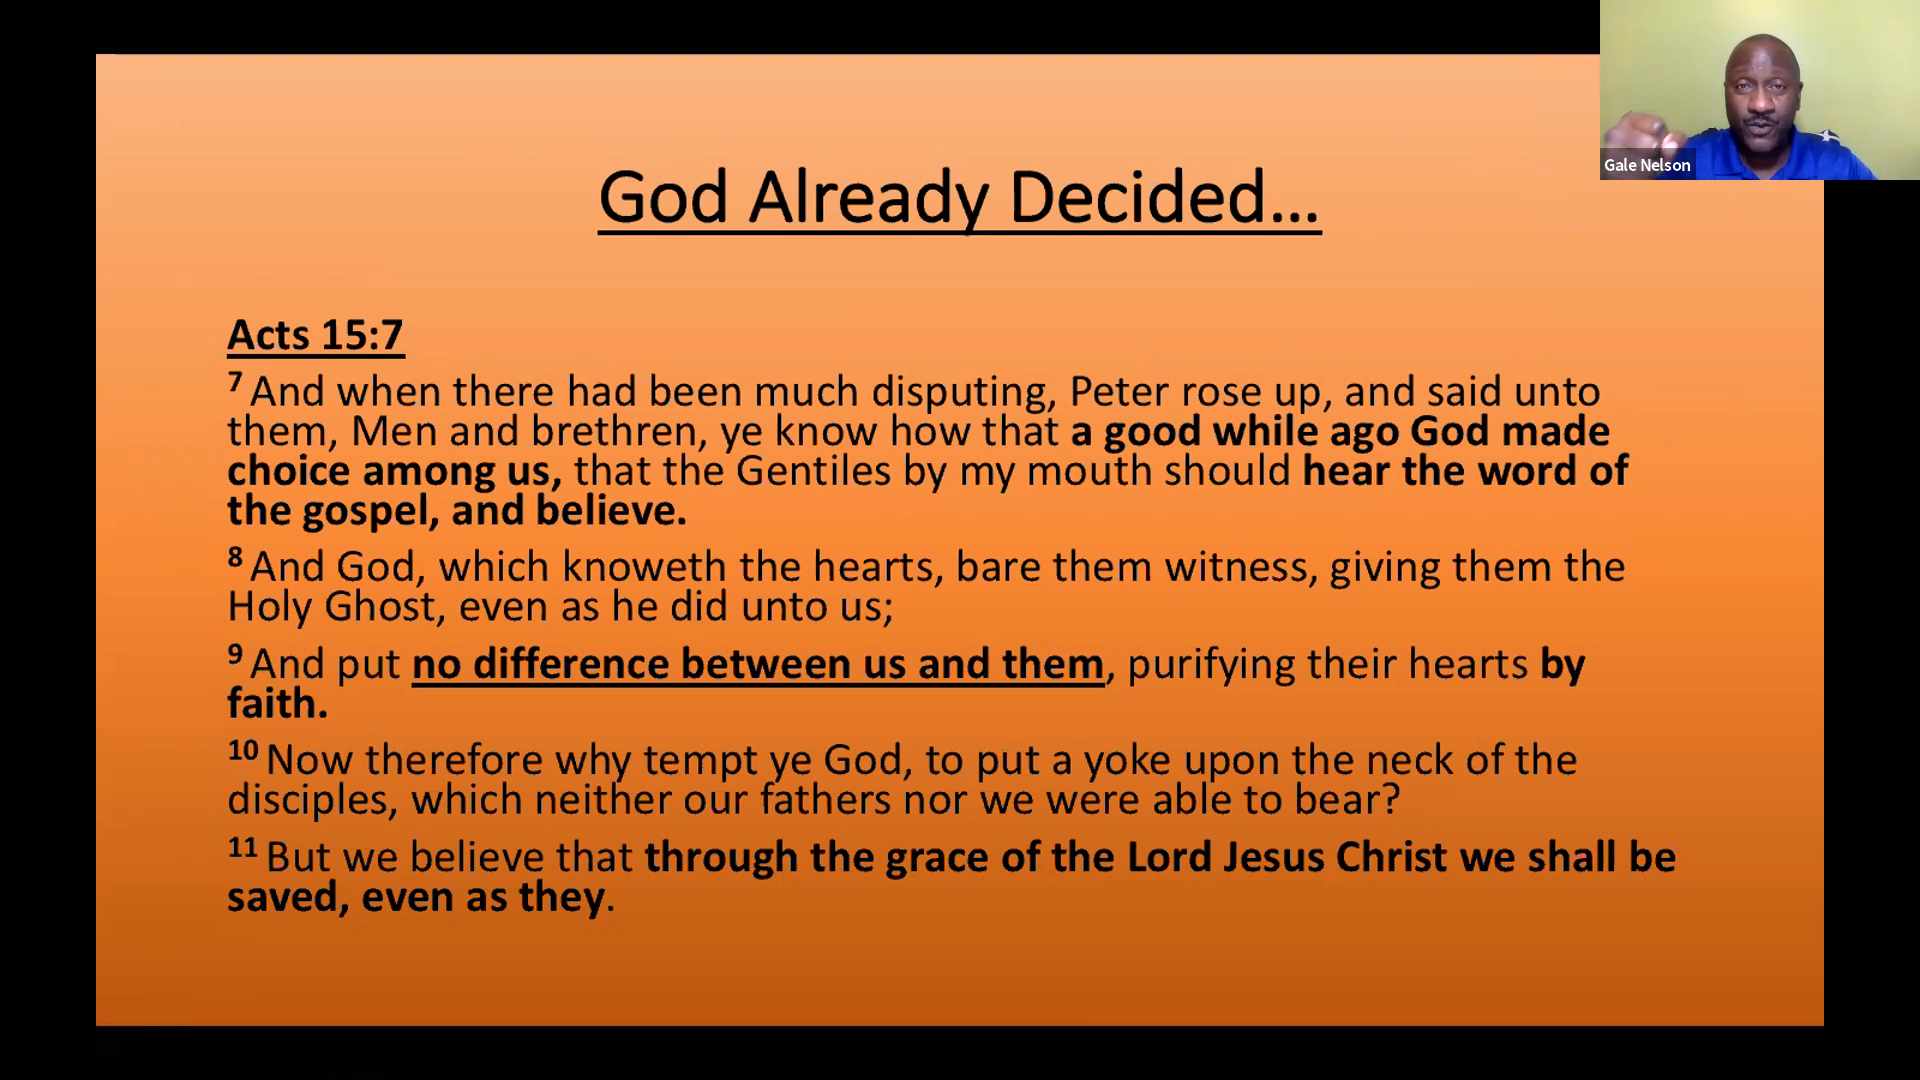 Gale Nelson
God Already Decided...
Acts 15:7
7 And when there had been much disputing, Peter rose up, and said unto
them, Men and brethren, ye know how that a good while ago God made
choice among us, that the Gentiles by my mouth should hear the word of
the gospel, and believe.
8 And God, which knoweth the hearts, bare them witness, giving them the
Holy Ghost, even as he did unto us;
9 And put no difference between us and them, purifying their hearts by
faith.
10 Now therefore why tempt ye God, to put a yoke upon the neck of the
disciples, which neither our fathers nor we were able to bear?
11 But we believe that through the grace of the Lord Jesus Christ we shall be
saved, even as they.